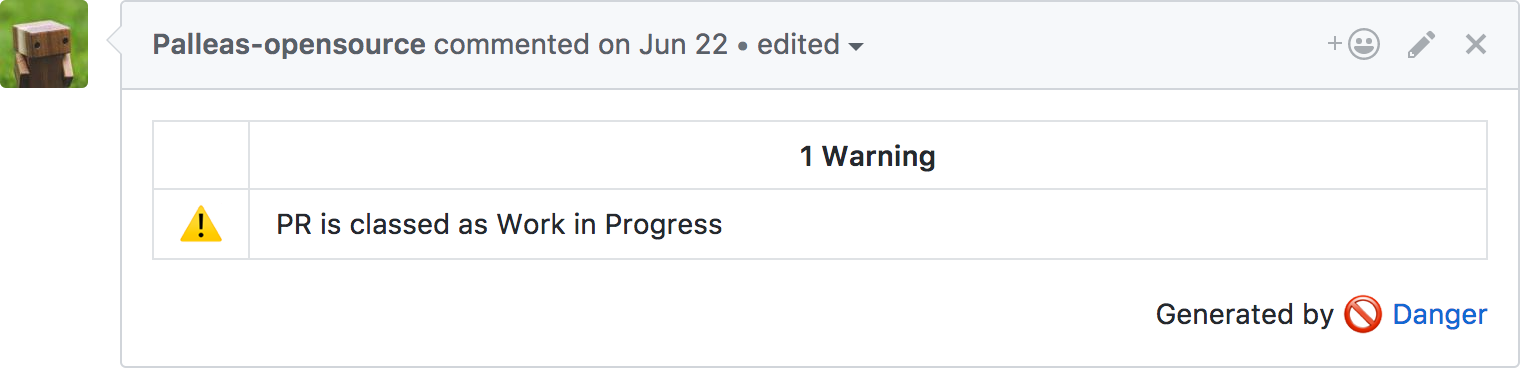 Palleas-opensource commented on Jun 22 • edited
1 Warning
PR is classed as Work in Progress
Generated by 🚫 Danger